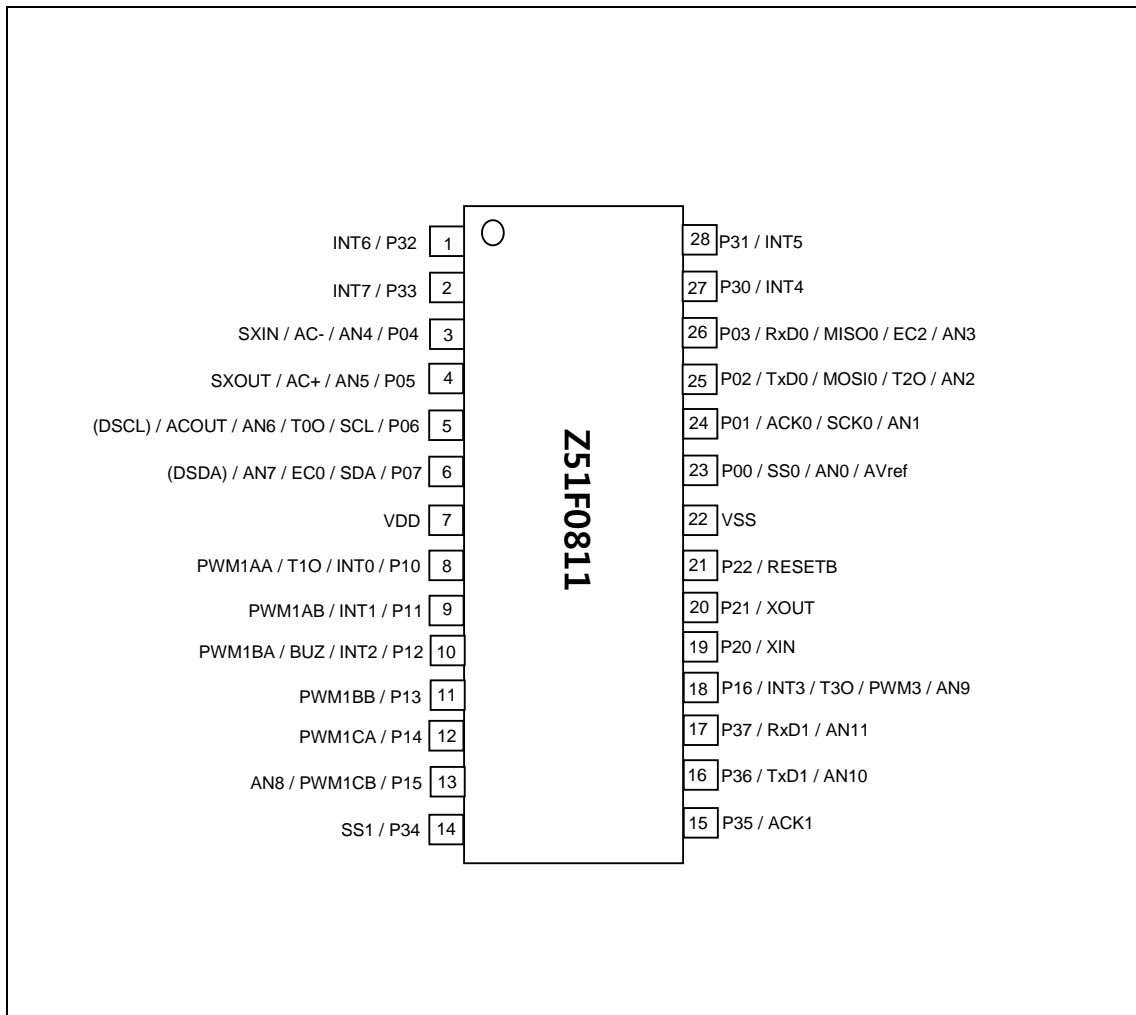 INT6 / P32 1
INT7 / P33 2
SXIN / AC- / AN4 / P04 3
SXOUT / AC+ / AN5 / P05 4
(DSCL) / ACOUT / AN6 / T0O / SCL / P06 5
(DSDA) / AN7 / EC0 / SDA / P07 6
VDD 7
PWM1AA / T1O / INT0 / P10 8
PWM1AB / INT1 / P11 9
PWM1BA / BUZ / INT2 / P12 10
PWM1BB / P13 11
PWM1CA / P14 12
AN8 / PWM1CB / P15 13
SS1 / P34 14
Z51F0811
28 P31 / INT5
27 P30 / INT4
26 P03 / RxD0 / MISO0 / EC2 / AN3
25 P02 / TxD0 / MOSI0 / T2O / AN2
24 P01 / ACK0 / SCK0 / AN1
23 P00 / SS0 / AN0 / AVref
22 VSS
21 P22 / RESETB
20 P21 / XOUT
19 P20 / XIN
18 P16 / INT3 / T3O / PWM3 / AN9
17 P37 / RxD1 / AN11
16 P36 / TxD1 / AN10
15 P35 / ACK1